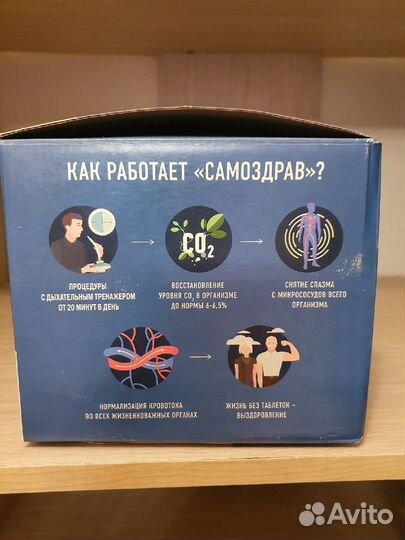 КАК РАБОТАЕТ «САМОЗДРАВ»?
CO₂
ПРОЦЕДУРЫ
С ДЫХАТЕЛЬНЫМ ТРЕНАЖЕРОМ
ОТ 20 МИНУТ В ДЕНЬ
ВОССТАНОВЛЕНИЕ
УРОВНЯ CO₂ В ОРГАНИЗМЕ
ДО НОРМЫ 6-6,5%
СНЯТИЕ СПАЗМА
С МИКРОСОСУДОВ ВСЕГО
ОРГАНИЗМА
НОРМАЛИЗАЦИЯ КРОВОТОКА
ВО ВСЕХ ЖИЗНЕННОВАЖНЫХ ОРГАНАХ
ЖИЗНЬ БЕЗ ТАБЛЕТОК -
ВЫЗДОРОВЛЕНИЕ
Avito